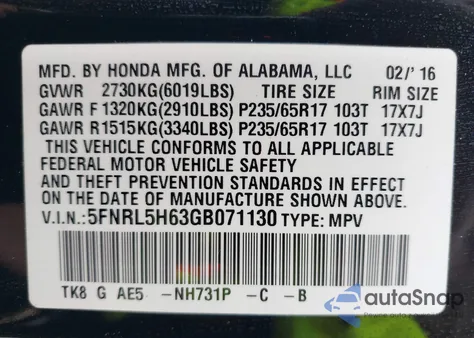 MFD. BY HONDA MFG. OF ALABAMA, LLC 02/' 16
GVWR 2730KG(6019LBS) TIRE SIZE RIM SIZE
GAWR F 1320KG(2910LBS) P235/65R17 103T 17X7J
GAWR R1515KG(3340LBS) P235/65R17 103T 17X7J
THIS VEHICLE CONFORMS TO ALL APPLICABLE
FEDERAL MOTOR VEHICLE SAFETY
AND THEFT PREVENTION STANDARDS IN EFFECT
ON THE DATE OF MANUFACTURE SHOWN ABOVE.
V.I.N.:5FNRL5H63GB071130 TYPE: MPV
TK8 G AE5 -NH731P -C -B
autoSnap
Pewne auto z